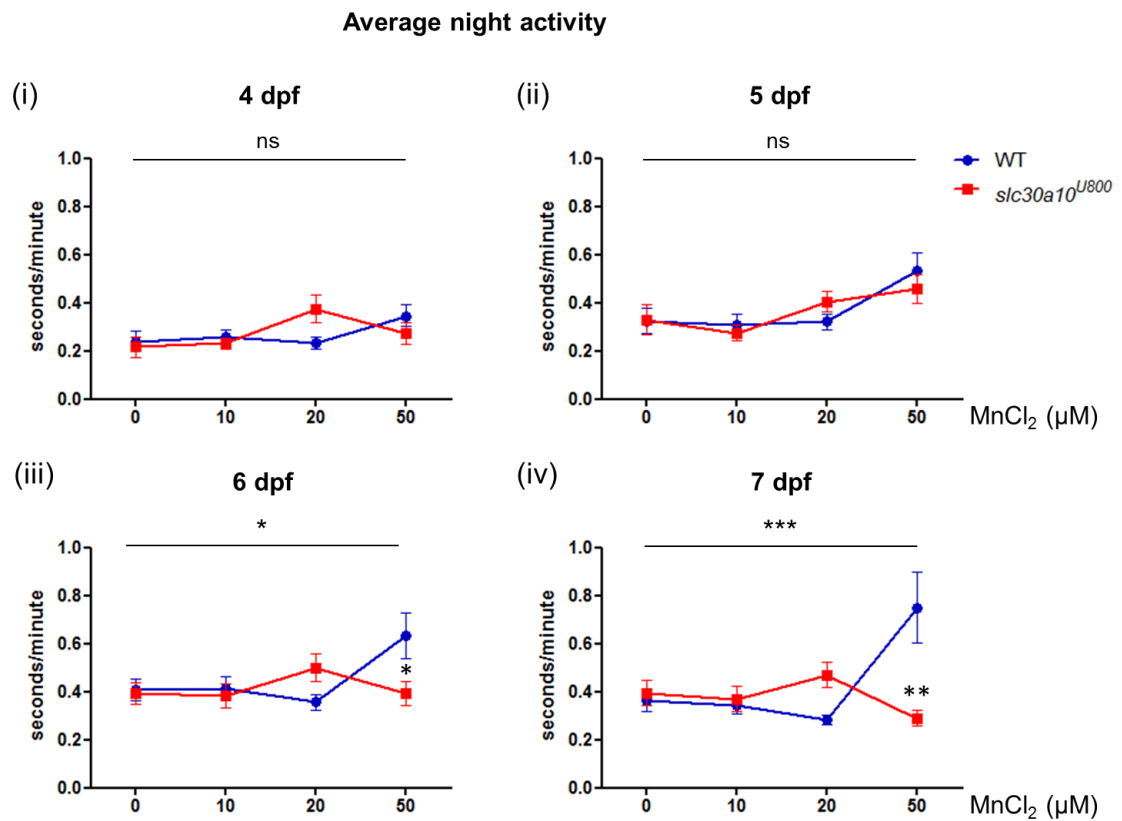 Average night activity
(i)
4 dpf
ns
1.0
0.8
0.6
0.4
0.2
0.0
seconds/minute
0 10 20 50
(ii)
5 dpf
ns
1.0
0.8
0.6
0.4
0.2
0.0
seconds/minute
0 10 20 50
MnCl₂ (µM)
WT
slc30a10ᵁ⁸⁰⁰
(iii)
6 dpf
*
1.0
0.8
0.6
0.4
0.2
0.0
seconds/minute
*
0 10 20 50
(iv)
7 dpf
***
1.0
0.8
0.6
0.4
0.2
0.0
seconds/minute
**
0 10 20 50
MnCl₂ (µM)